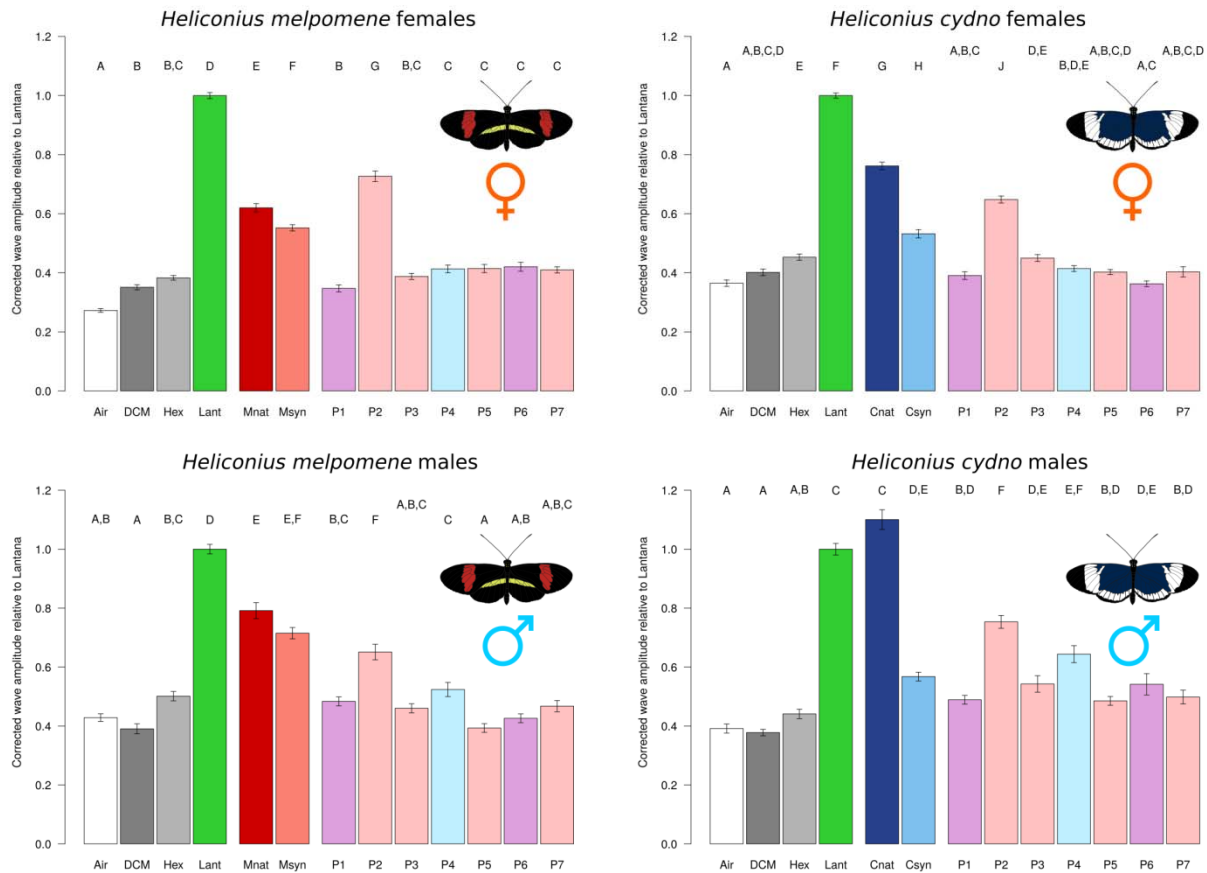 Heliconius melpomene females
Corrected wave amplitude relative to Lantana
1.2
1.0
0.8
0.6
0.4
0.2
0.0
A B B,C D E F B G B,C C C C C
Air DCM Hex Lant Mnat Msyn P1 P2 P3 P4 P5 P6 P7
Heliconius cydno females
Corrected wave amplitude relative to Lantana
1.2
1.0
0.8
0.6
0.4
0.2
0.0
A A,B,C,D E F G H A,B,C J D,E B,D,E A,B,C,D A,C A,B,C,D
Air DCM Hex Lant Cnat Csyn P1 P2 P3 P4 P5 P6 P7
Heliconius melpomene males
Corrected wave amplitude relative to Lantana
1.2
1.0
0.8
0.6
0.4
0.2
0.0
A,B A B,C D E E,F B,C F A,B,C C A A,B A,B,C
Air DCM Hex Lant Mnat Msyn P1 P2 P3 P4 P5 P6 P7
Heliconius cydno males
Corrected wave amplitude relative to Lantana
1.2
1.0
0.8
0.6
0.4
0.2
0.0
A A A,B C C D,E B,D F D,E E,F B,D D,E B,D
Air DCM Hex Lant Cnat Csyn P1 P2 P3 P4 P5 P6 P7